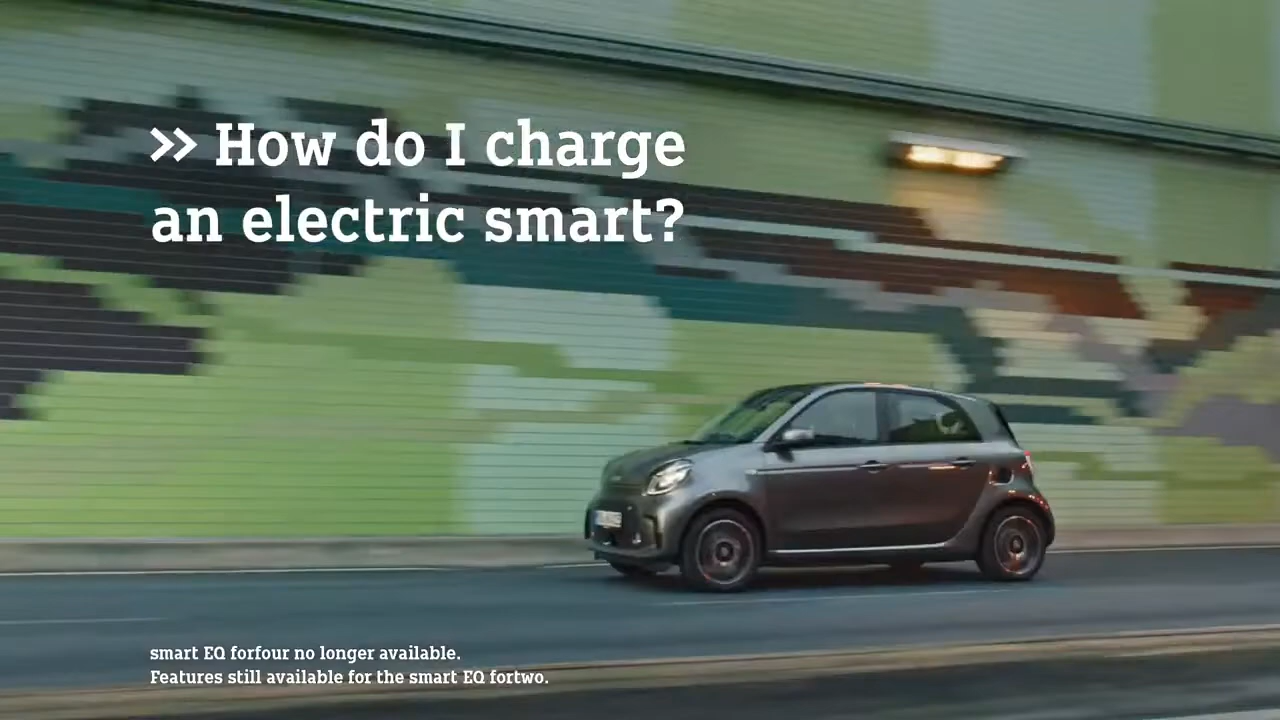 >> How do I charge
an electric smart?
smart EQ forfour no longer available.
Features still available for the smart EQ fortwo.